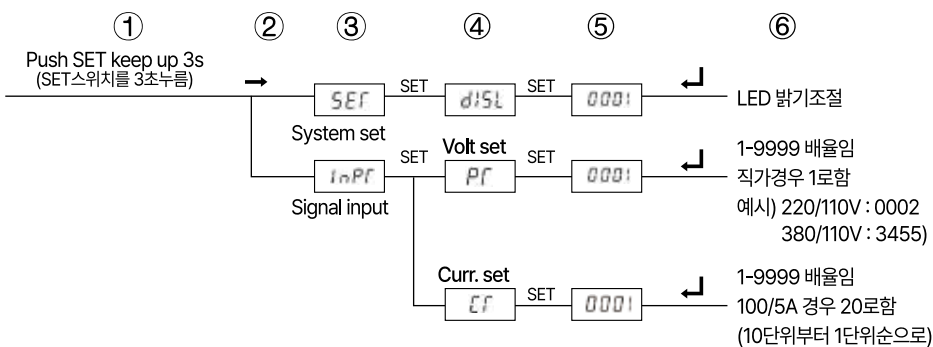 ① ② ③ ④ ⑤ ⑥
Push SET keep up 3s
(SET스위치를 3초누름)
SET SET dISL SET 0001 LED 밝기조절
System set
Volt set
InPT SET PT SET 0001
Signal input
1-9999 배율임
직가경우 1로함
예시) 220/110V : 0002
380/110V : 3455)
Curr. set
CT SET 0001
1-9999 배율임
100/5A 경우 20로함
(10단위부터 1단위순으로)